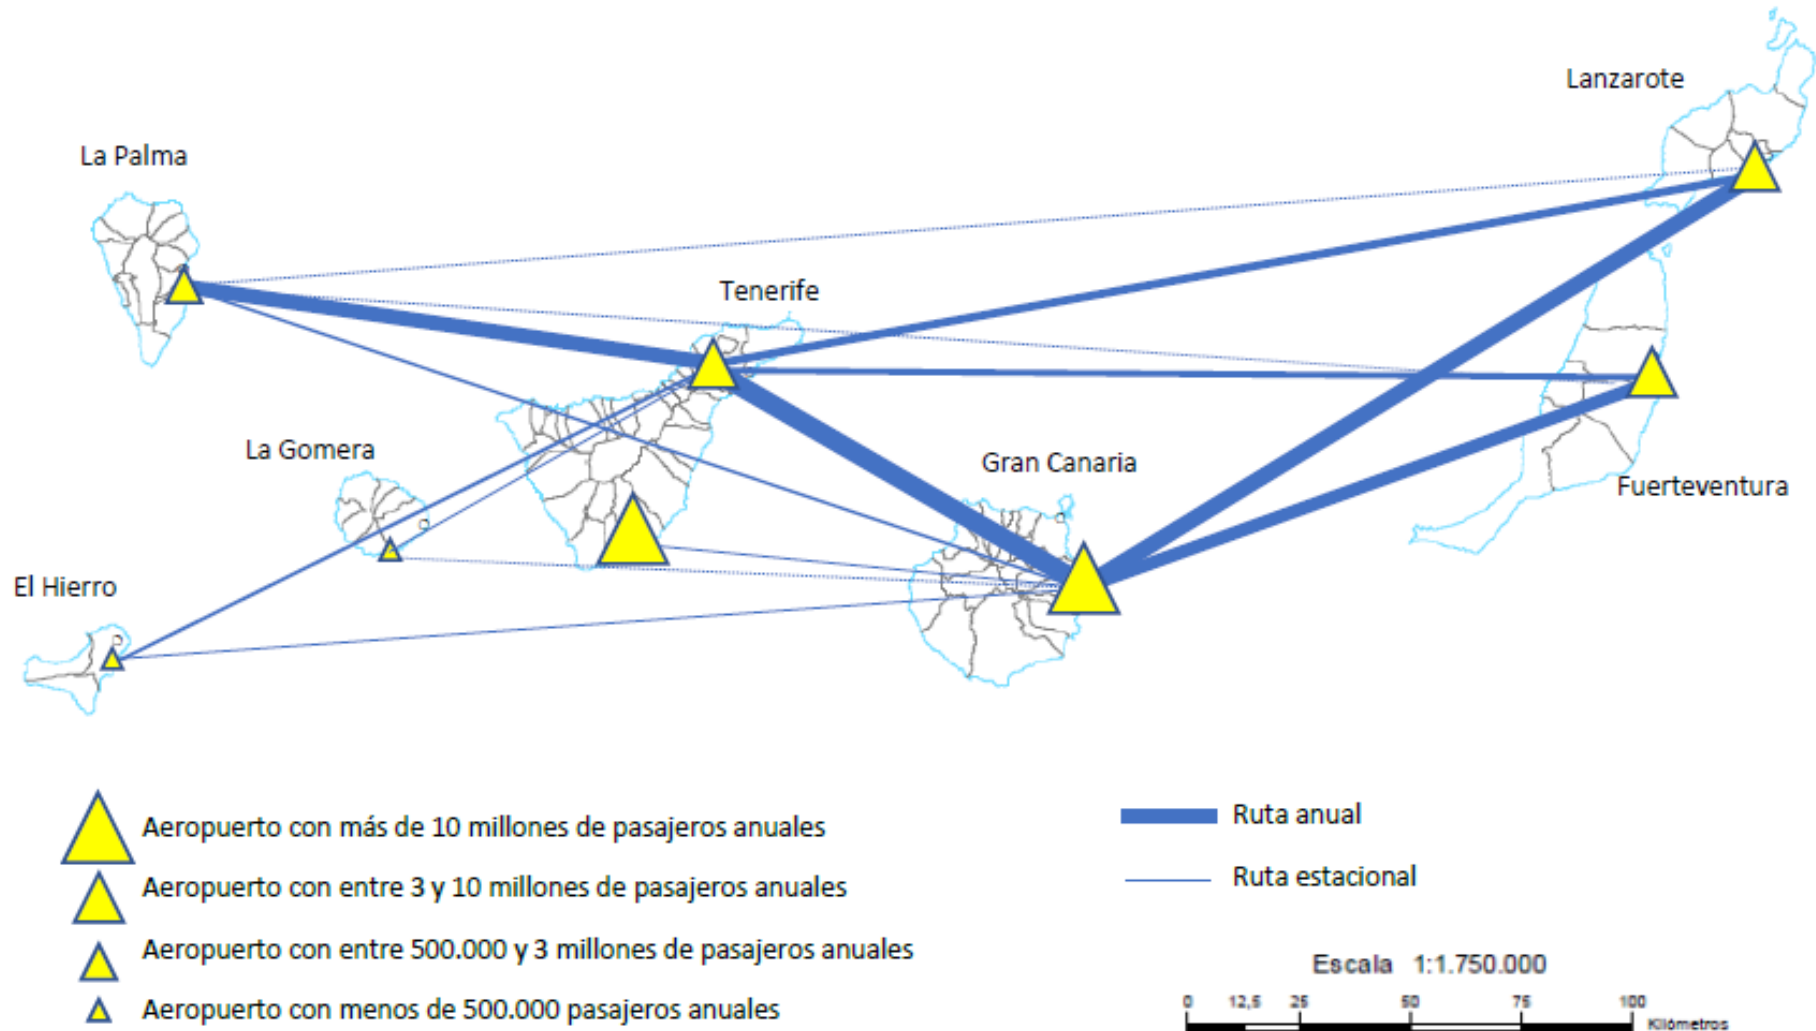 Lanzarote
La Palma
Tenerife
La Gomera
Gran Canaria
Fuerteventura
El Hierro
Aeropuerto con más de 10 millones de pasajeros anuales
Aeropuerto con entre 3 y 10 millones de pasajeros anuales
Aeropuerto con entre 500.000 y 3 millones de pasajeros anuales
Aeropuerto con menos de 500.000 pasajeros anuales
Ruta anual
Ruta estacional
Escala 1:1.750.000
0 12,5 25 50 75 100
Kilómetros